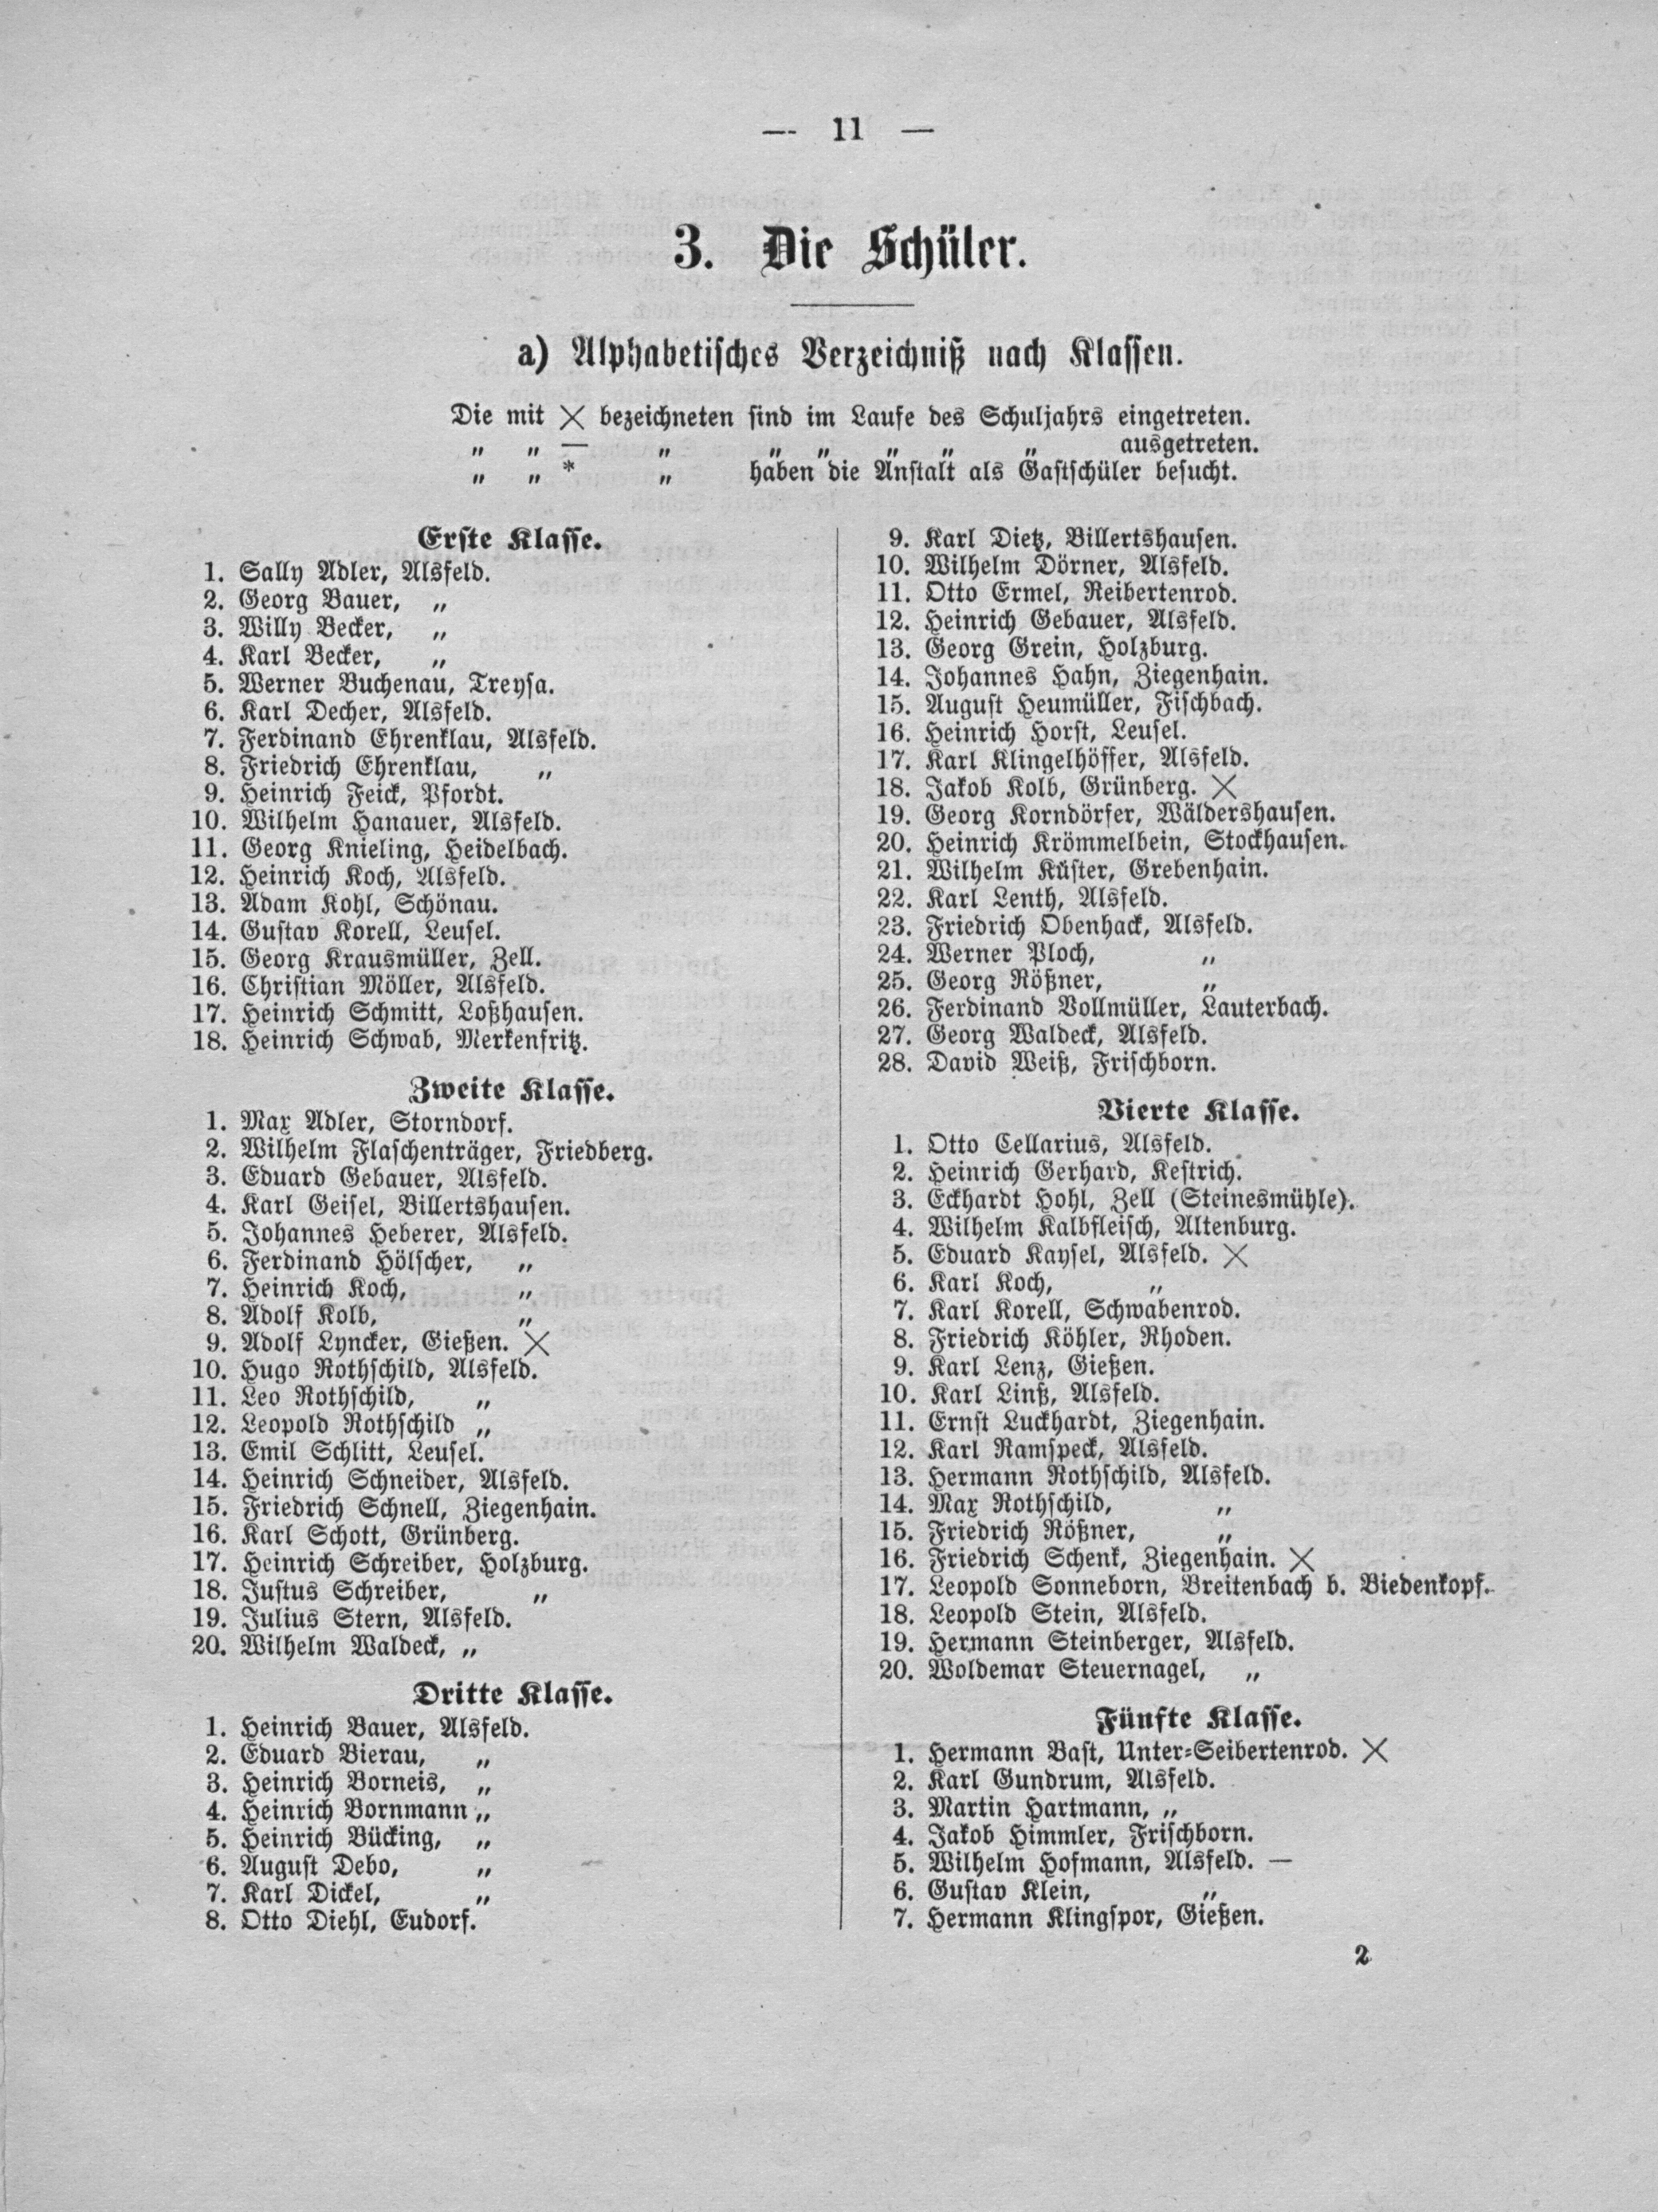 — 11 —
3. Die Schüler.
a) Alphabetisches Verzeichniß nach Klassen.
Die mit × bezeichneten sind im Laufe des Schuljahrs eingetreten.
„ „ — „ „ „ „ „ „ ausgetreten.
„ „ * „ haben die Anstalt als Gastschüler besucht.
Erste Klasse.
1. Sally Adler, Alsfeld.
2. Georg Bauer, „
3. Willy Becker, „
4. Karl Becker, „
5. Werner Buchenau, Treysa.
6. Karl Decher, Alsfeld.
7. Ferdinand Ehrenklau, Alsfeld.
8. Friedrich Ehrenklau, „
9. Heinrich Feick, Pfordt.
10. Wilhelm Hanauer, Alsfeld.
11. Georg Knieling, Heidelbach.
12. Heinrich Koch, Alsfeld.
13. Adam Kohl, Schönau.
14. Gustav Korell, Leusel.
15. Georg Krausmüller, Zell.
16. Christian Möller, Alsfeld.
17. Heinrich Schmitt, Loßhausen.
18. Heinrich Schwab, Merkenfritz.
Zweite Klasse.
1. Max Adler, Storndorf.
2. Wilhelm Flaschenträger, Friedberg.
3. Eduard Gebauer, Alsfeld.
4. Karl Geisel, Billertshausen.
5. Johannes Heberer, Alsfeld.
6. Ferdinand Hölscher, „
7. Heinrich Koch, „
8. Adolf Kolb, „
9. Adolf Lyncker, Gießen. ×
10. Hugo Rothschild, Alsfeld.
11. Leo Rothschild, „
12. Leopold Rothschild „
13. Emil Schlitt, Leusel.
14. Heinrich Schneider, Alsfeld.
15. Friedrich Schnell, Ziegenhain.
16. Karl Schott, Grünberg.
17. Heinrich Schreiber, Holzburg.
18. Justus Schreiber, „
19. Julius Stern, Alsfeld.
20. Wilhelm Waldeck, „
Dritte Klasse.
1. Heinrich Bauer, Alsfeld.
2. Eduard Bierau, „
3. Heinrich Borneis, „
4. Heinrich Bornmann „
5. Heinrich Bücking, „
6. August Debo, „
7. Karl Dickel, „
8. Otto Diehl, Eudorf.
9. Karl Dietz, Billertshausen.
10. Wilhelm Dörner, Alsfeld.
11. Otto Ermel, Reibertenrod.
12. Heinrich Gebauer, Alsfeld.
13. Georg Grein, Holzburg.
14. Johannes Hahn, Ziegenhain.
15. August Heumüller, Fischbach.
16. Heinrich Horst, Leusel.
17. Karl Klingelhöffer, Alsfeld.
18. Jakob Kolb, Grünberg. ×
19. Georg Korndörfer, Wäldershausen.
20. Heinrich Krömmelbein, Stockhausen.
21. Wilhelm Küster, Grebenhain.
22. Karl Lenth, Alsfeld.
23. Friedrich Obenhack, Alsfeld.
24. Werner Ploch, „
25. Georg Rößner, „
26. Ferdinand Vollmüller, Lauterbach.
27. Georg Waldeck, Alsfeld.
28. David Weiß, Frischborn.
Vierte Klasse.
1. Otto Cellarius, Alsfeld.
2. Heinrich Gerhard, Kestrich.
3. Eckhardt Hohl, Zell (Steinesmühle).
4. Wilhelm Kalbfleisch, Altenburg.
5. Eduard Kaysel, Alsfeld. ×
6. Karl Koch, „
7. Karl Korell, Schwabenrod.
8. Friedrich Köhler, Rhoden.
9. Karl Lenz, Gießen.
10. Karl Linß, Alsfeld.
11. Ernst Luckhardt, Ziegenhain.
12. Karl Ramspeck, Alsfeld.
13. Hermann Rothschild, Alsfeld.
14. Max Rothschild, „
15. Friedrich Rößner, „
16. Friedrich Schenk, Ziegenhain. ×
17. Leopold Sonneborn, Breitenbach b. Biedenkopf.
18. Leopold Stein, Alsfeld.
19. Hermann Steinberger, Alsfeld.
20. Woldemar Steuernagel, „
Fünfte Klasse.
1. Hermann Bast, Unter-Seibertenrod. ×
2. Karl Gundrum, Alsfeld.
3. Martin Hartmann, „
4. Jakob Himmler, Frischborn.
5. Wilhelm Hofmann, Alsfeld. —
6. Gustav Klein, „
7. Hermann Klingspor, Gießen.
2